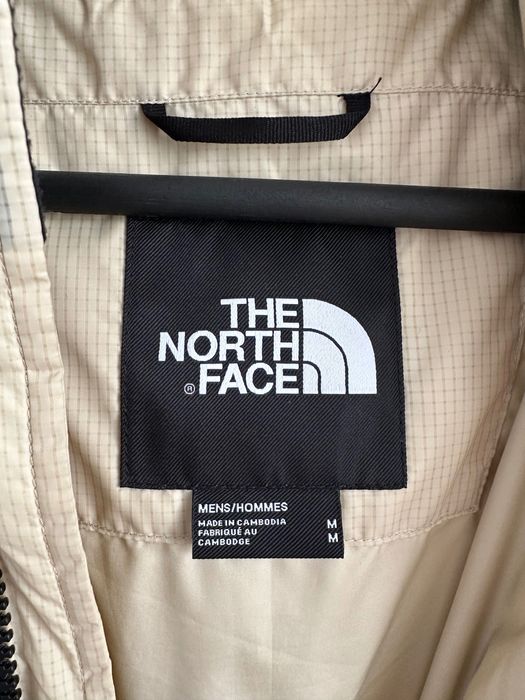 THE
NORTH
® FACE
MENS/HOMMES
MADE IN CAMBODIA M
FABRIQUÉ AU
CAMBODGE M